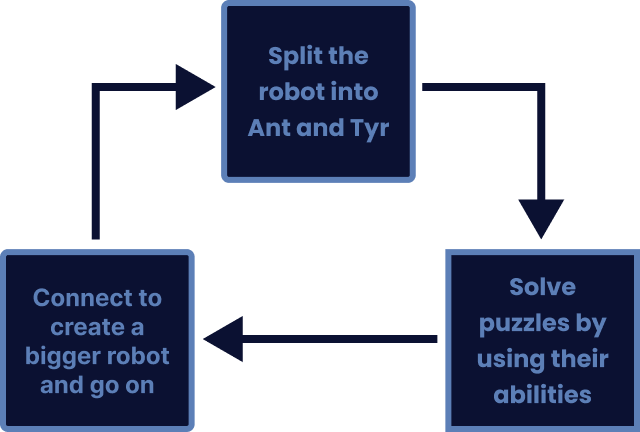 Split the
robot into
Ant and Tyr
Solve
puzzles by
using their
abilities
Connect to
create a
bigger robot
and go on